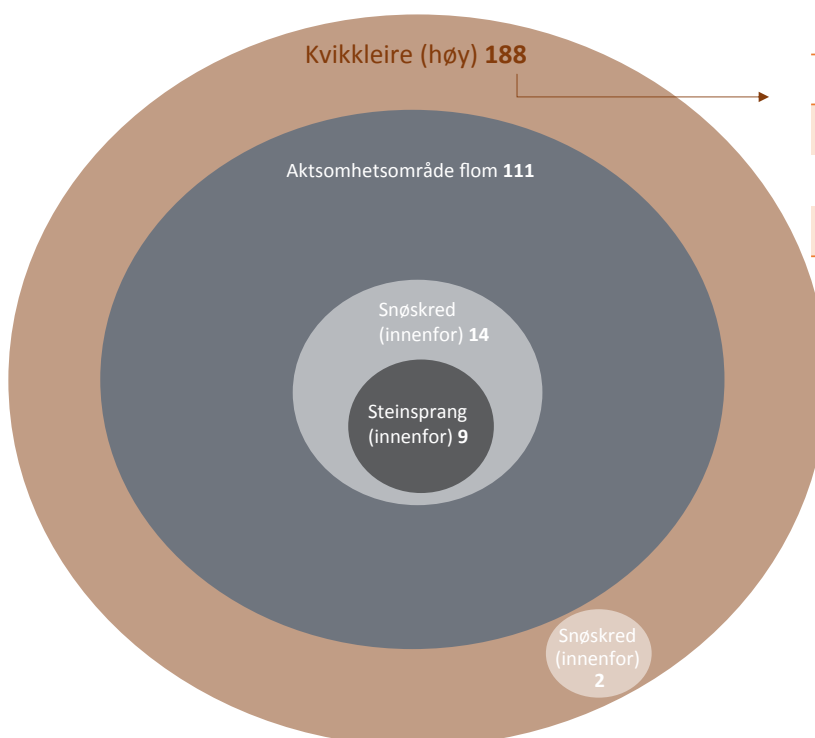 Kvikkleire (høy) 188
Aktsomhetsområde flom 111
Snøskred
(innenfor) 14
Steinsprang
(innenfor) 9
Snøskred
(innenfor)
2